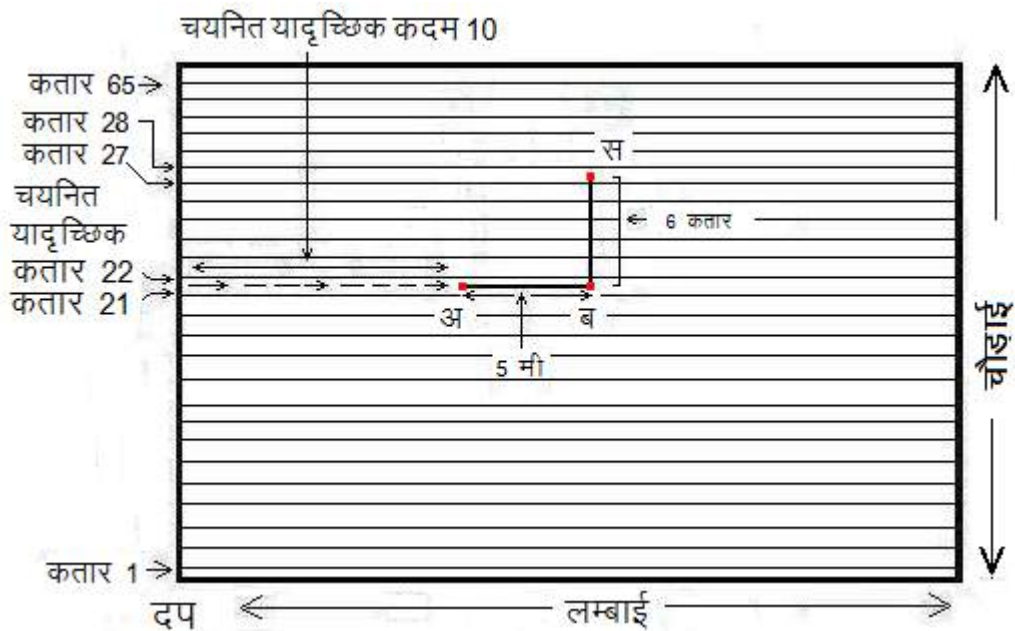 चयनित यादृच्छिक कदम 10
कतार 65
कतार 28
कतार 27
चयनित
यादृच्छिक
कतार 22
कतार 21
स
6 कतार
अ
ब
5 मी
चौड़ाई
कतार 1
दप
लम्बाई